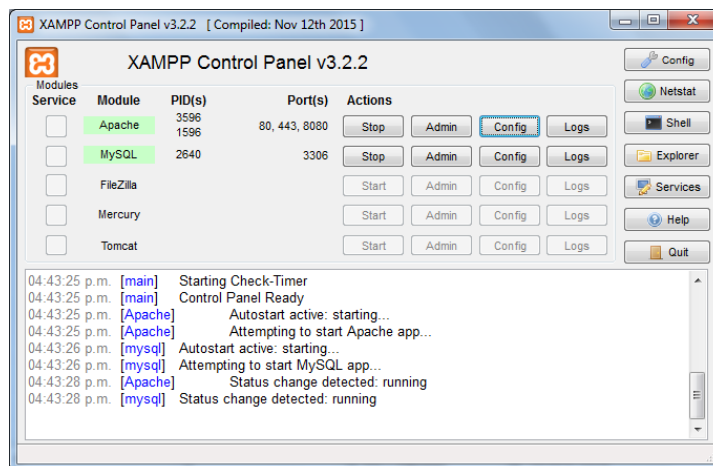 XAMPP Control Panel v3.2.2 [ Compiled: Nov 12th 2015 ]
XAMPP Control Panel v3.2.2
Config
Modules
Service Module PID(s) Port(s) Actions
Netstat
Apache 3596 1596 80, 443, 8080 Stop Admin Config Logs
Shell
MySQL 2640 3306 Stop Admin Config Logs
Explorer
FileZilla Start Admin Config Logs
Services
Mercury Start Admin Config Logs
Help
Tomcat Start Admin Config Logs
Quit
04:43:25 p.m. [main] Starting Check-Timer
04:43:25 p.m. [main] Control Panel Ready
04:43:25 p.m. [Apache] Autostart active: starting...
04:43:25 p.m. [Apache] Attempting to start Apache app...
04:43:26 p.m. [mysql] Autostart active: starting...
04:43:26 p.m. [mysql] Attempting to start MySQL app...
04:43:28 p.m. [Apache] Status change detected: running
04:43:28 p.m. [mysql] Status change detected: running